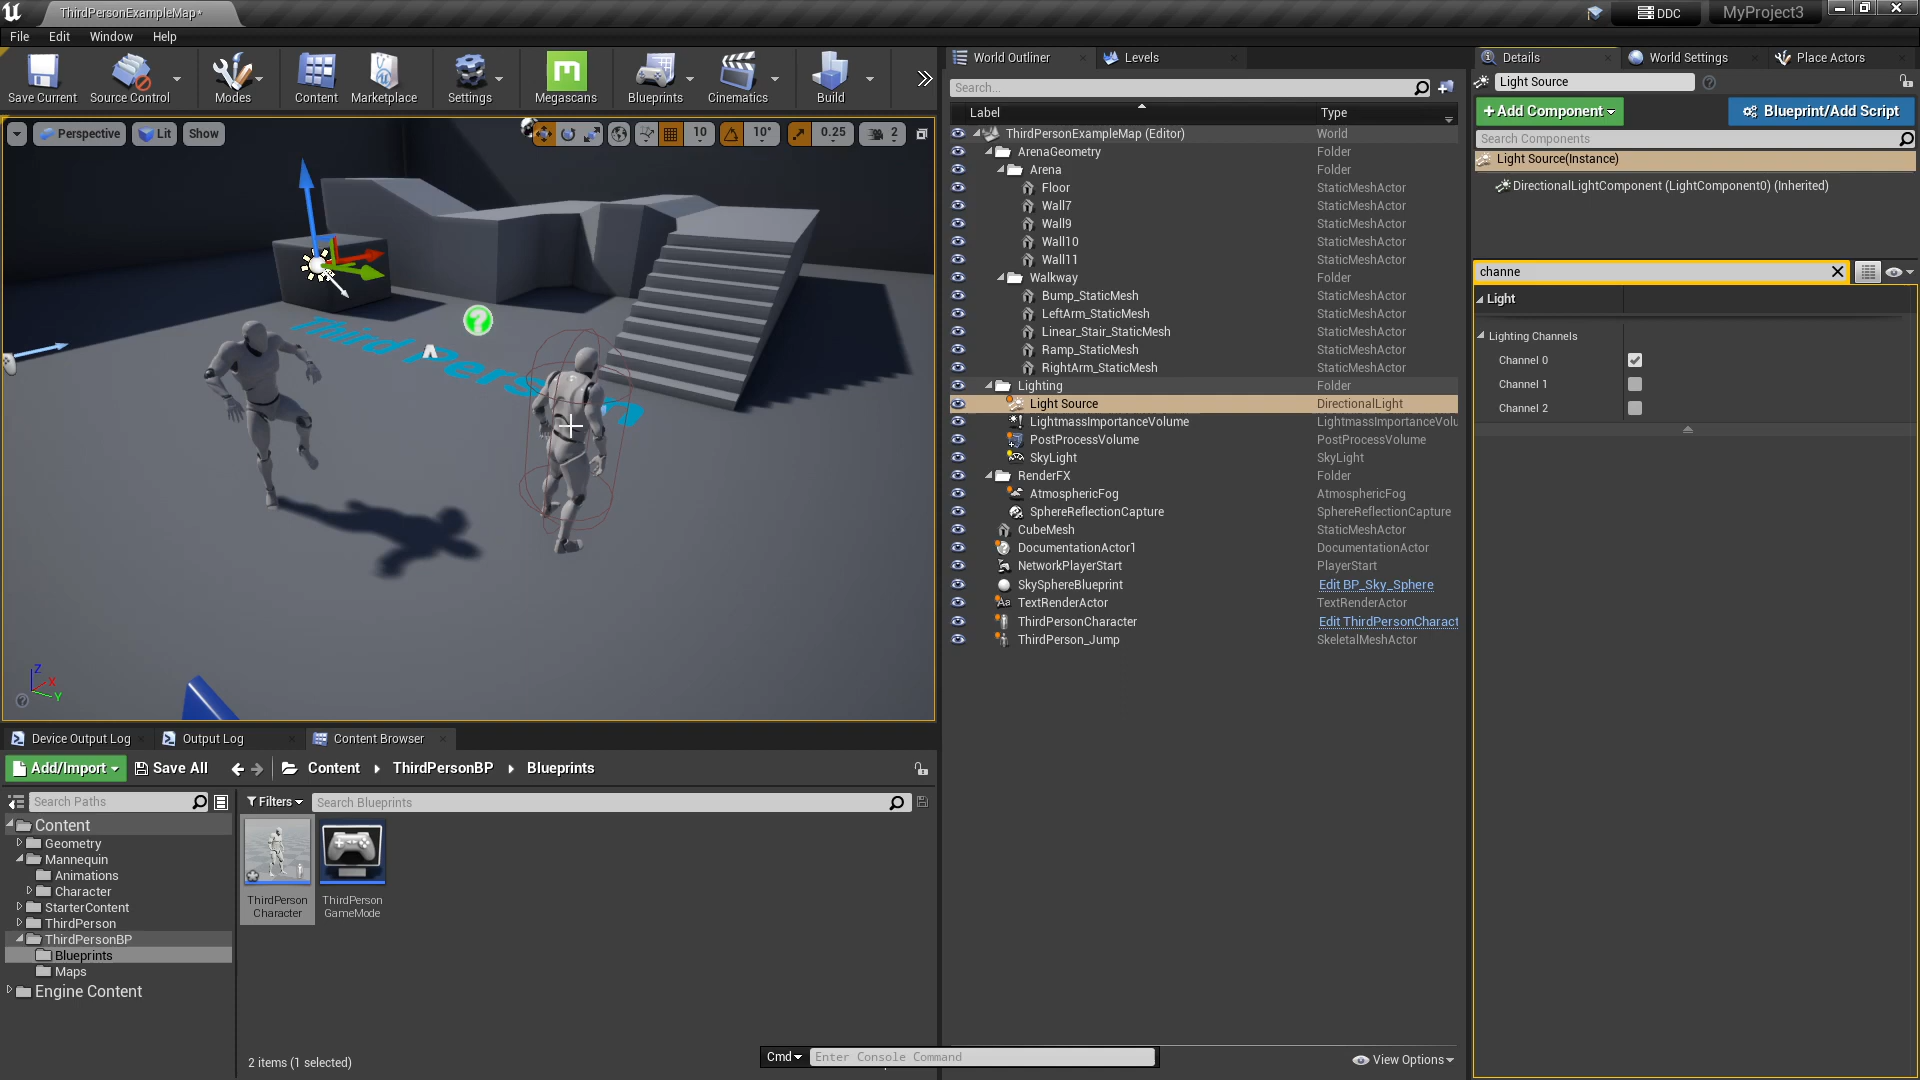 ThirdPersonExampleMap*
DDC
MyProject3
File
Edit
Window
Help
Save Current
Source Control
Modes
Content
Marketplace
Settings
Megascans
Blueprints
Cinematics
Build
Perspective
Lit
Show
10
10°
0.25
2
Third Person
World Outliner
Levels
Search...
Label
Type
ThirdPersonExampleMap (Editor)
World
ArenaGeometry
Folder
Arena
Folder
Floor
StaticMeshActor
Wall7
StaticMeshActor
Wall9
StaticMeshActor
Wall10
StaticMeshActor
Wall11
StaticMeshActor
Walkway
Folder
Bump_StaticMesh
StaticMeshActor
LeftArm_StaticMesh
StaticMeshActor
Linear_Stair_StaticMesh
StaticMeshActor
Ramp_StaticMesh
StaticMeshActor
RightArm_StaticMesh
StaticMeshActor
Lighting
Folder
Light Source
DirectionalLight
LightmassImportanceVolume
LightmassImportanceVolu
PostProcessVolume
PostProcessVolume
SkyLight
SkyLight
RenderFX
Folder
AtmosphericFog
AtmosphericFog
SphereReflectionCapture
SphereReflectionCapture
CubeMesh
StaticMeshActor
DocumentationActor1
DocumentationActor
NetworkPlayerStart
PlayerStart
SkySphereBlueprint
Edit BP_Sky_Sphere
TextRenderActor
TextRenderActor
ThirdPersonCharacter
Edit ThirdPersonCharact
ThirdPerson_Jump
SkeletalMeshActor
View Options
Details
World Settings
Place Actors
Light Source
+Add Component
Blueprint/Add Script
Search Components
Light Source(Instance)
DirectionalLightComponent (LightComponent0) (Inherited)
channe
Light
Lighting Channels
Channel 0
Channel 1
Channel 2
Device Output Log
Output Log
Content Browser
Add/Import
Save All
Content
ThirdPersonBP
Blueprints
Search Paths
Filters
Search Blueprints
Content
Geometry
Mannequin
Animations
Character
StarterContent
ThirdPerson
ThirdPersonBP
Blueprints
Maps
Engine Content
ThirdPerson
Character
ThirdPerson
GameMode
2 items (1 selected)
Cmd
Enter Console Command
X
Y
Z